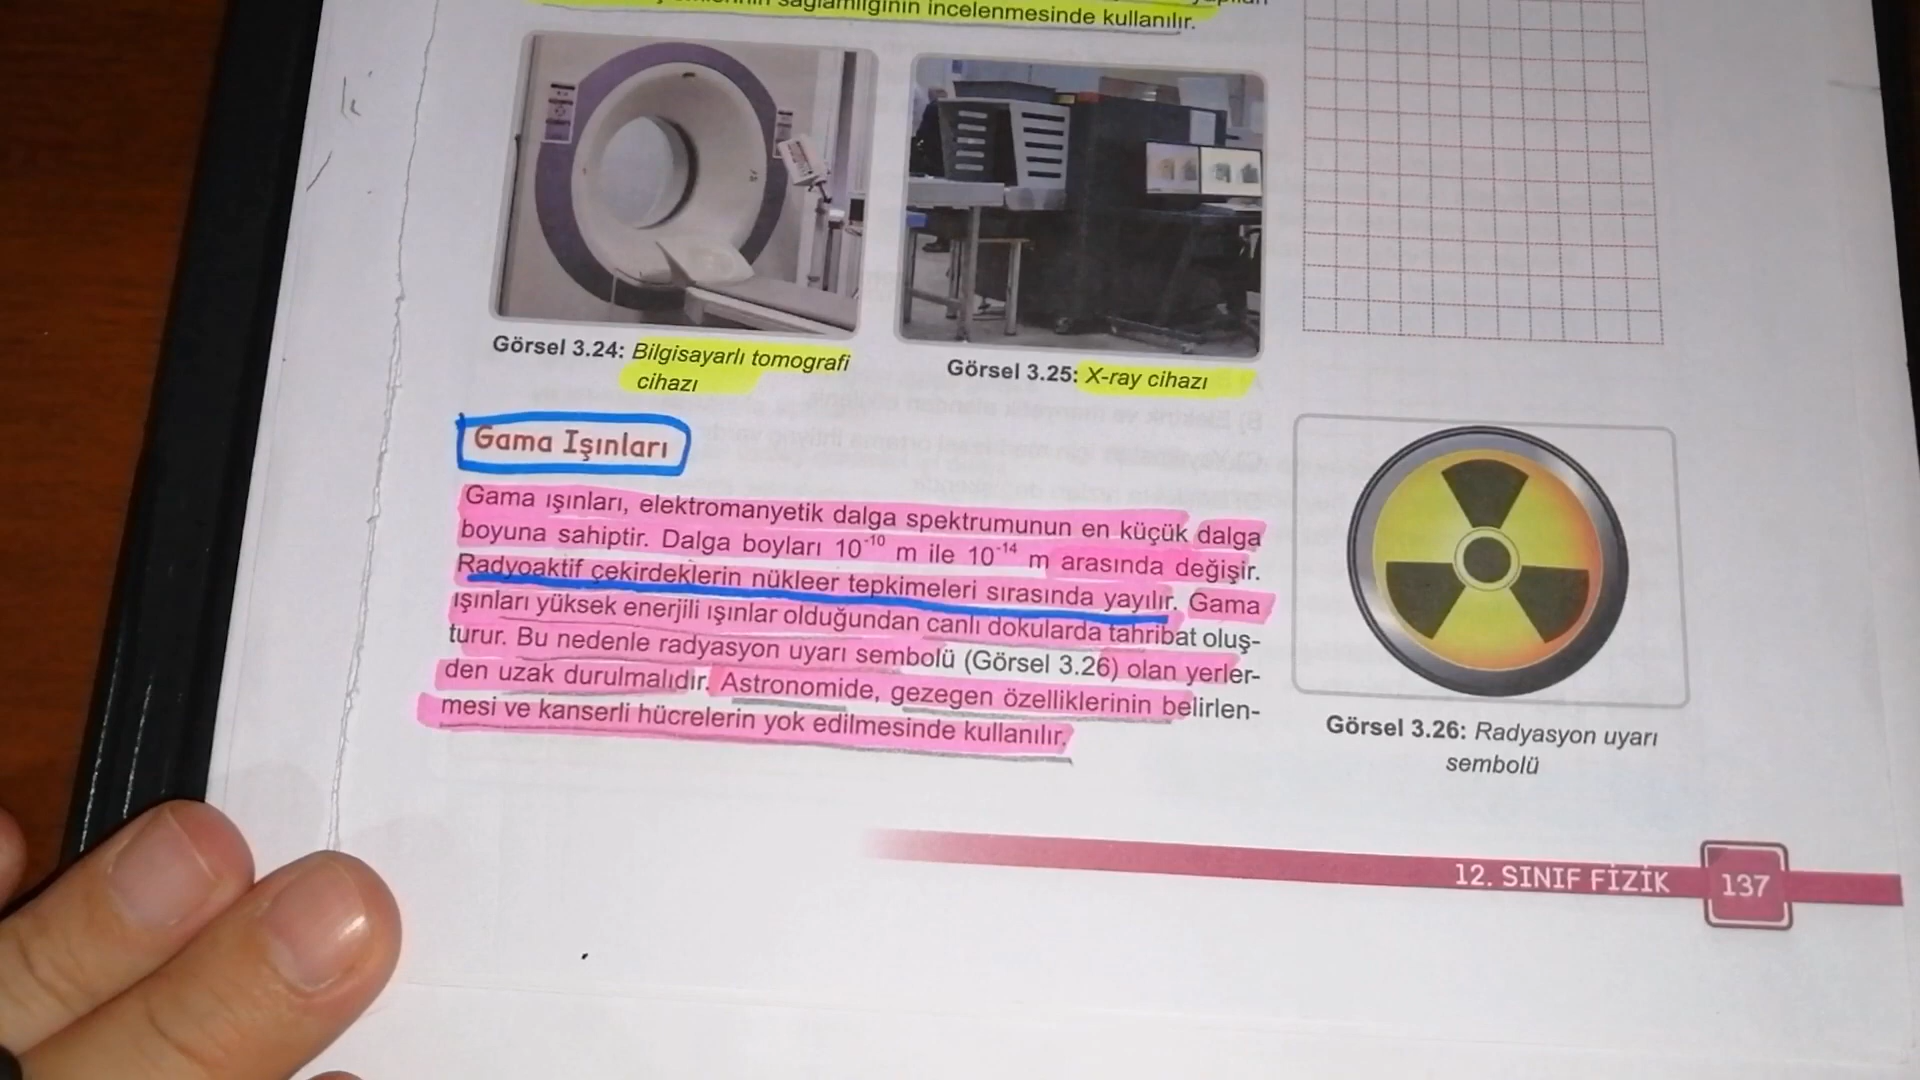 sağlamlığının incelenmesinde kullanılır.
Görsel 3.24: Bilgisayarlı tomografi
cihazı
Görsel 3.25: X-ray cihazı
Gama Işınları
Gama ışınları, elektromanyetik dalga spektrumunun en küçük dalga
boyuna sahiptir. Dalga boyları 10⁻¹⁰ m ile 10⁻¹⁴ m arasında değişir.
Radyoaktif çekirdeklerin nükleer tepkimeleri sırasında yayılır. Gama
ışınları yüksek enerjili ışınlar olduğundan canlı dokularda tahribat oluş-
turur. Bu nedenle radyasyon uyarı sembolü (Görsel 3.26) olan yerler-
den uzak durulmalıdır. Astronomide, gezegen özelliklerinin belirlen-
mesi ve kanserli hücrelerin yok edilmesinde kullanılır.
Görsel 3.26: Radyasyon uyarı
sembolü
12. SINIF FİZİK 137